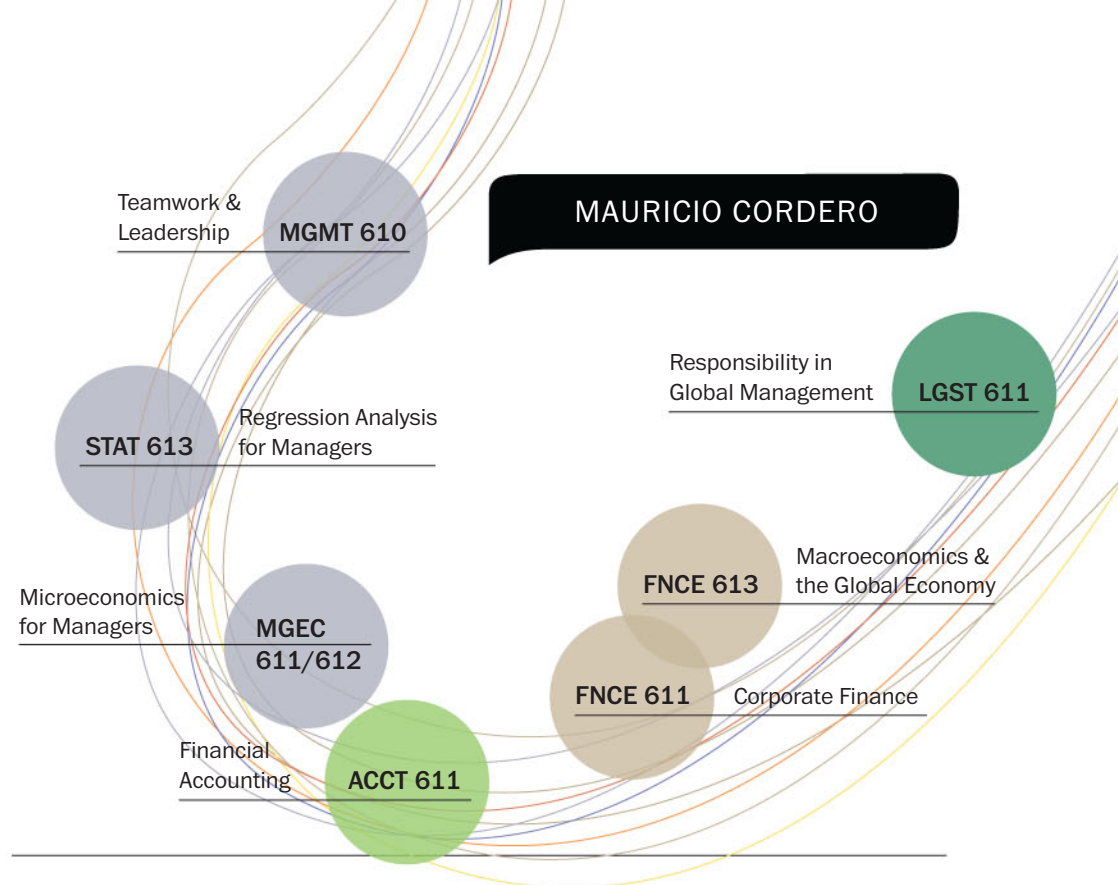 MAURICIO CORDERO
Teamwork &
Leadership
MGMT 610
STAT 613
Regression Analysis
for Managers
Microeconomics
for Managers
MGEC
611/612
Financial
Accounting
ACCT 611
FNCE 611
Corporate Finance
FNCE 613
Macroeconomics &
the Global Economy
Responsibility in
Global Management
LGST 611